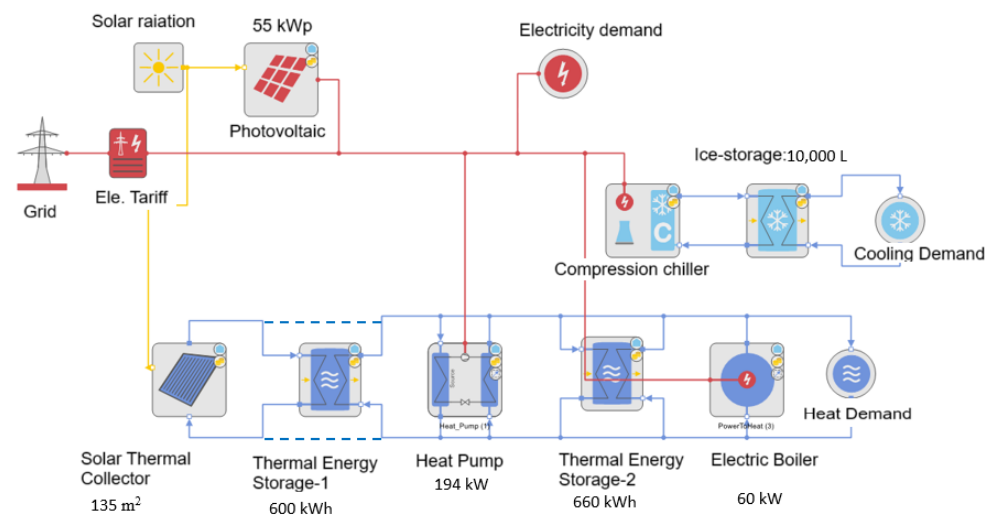 Solar raiation
55 kWp
Electricity demand
Photovoltaic
Ice-storage:10,000 L
Ele. Tariff
Grid
C
Compression chiller
Cooling Demand
Source
Heat_Pump (1)
PowerToHeat (3)
Heat Demand
Solar Thermal
Collector
135 m²
Thermal Energy
Storage-1
600 kWh
Heat Pump
194 kW
Thermal Energy
Storage-2
660 kWh
Electric Boiler
60 kW